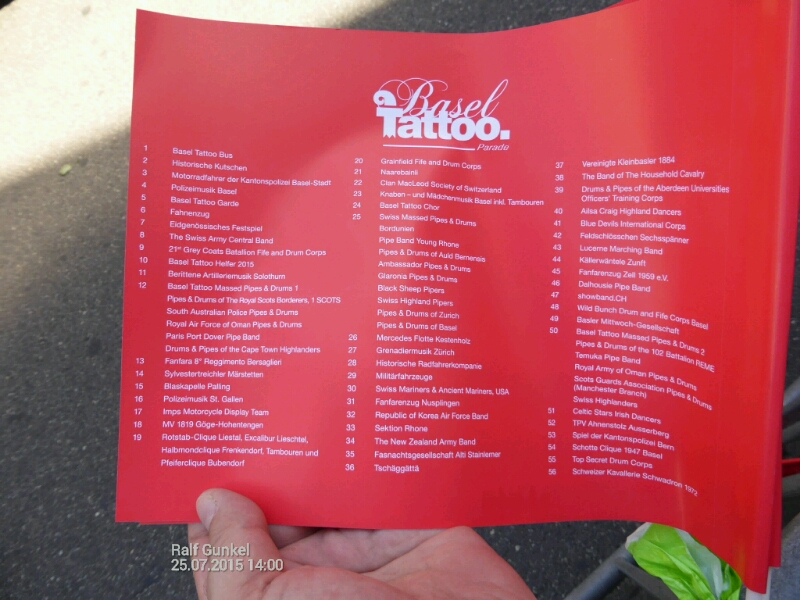 Basel
Tattoo.
Parade
1 Basel Tattoo Bus
2 Historische Kutschen
3 Motorradfahrer der Kantonspolizei Basel-Stadt
4 Polizeimusik Basel
5 Basel Tattoo Garde
6 Fahnenzug
7 Eidgenössisches Festspiel
8 The Swiss Army Central Band
9 21st Grey Coats Batallion Fife and Drum Corps
10 Basel Tattoo Helfer 2015
11 Berittene Artilleriemusik Solothurn
12 Basel Tattoo Massed Pipes & Drums 1
Pipes & Drums of The Royal Scots Borderers, 1 SCOTS
South Australian Police Pipes & Drums
Royal Air Force of Oman Pipes & Drums
Paris Port Dover Pipe Band
Drums & Pipes of the Cape Town Highlanders
13 Fanfara 8° Reggimento Bersaglieri
14 Sylvestertreichler Märstetten
15 Blaskapelle Palling
16 Polizeimusik St. Gallen
17 Imps Motorcycle Display Team
18 MV 1819 Göge-Hohentengen
19 Rotstab-Clique Liestal, Excalibur Lieschtel,
Halbmondclique Frenkendorf, Tambouren und
Pfeiferclique Bubendorf
20 Grainfield Fife and Drum Corps
21 Naarebainli
22 Clan MacLeod Society of Switzerland
23 Knaben – und Mädchenmusik Basel inkl. Tambouren
24 Basel Tattoo Chor
25 Swiss Massed Pipes & Drums
Bordunien
Pipe Band Young Rhone
Pipes & Drums of Auld Bernensis
Ambassador Pipes & Drums
Glaronia Pipes & Drums
Black Sheep Pipers
Swiss Highland Pipers
Pipes & Drums of Zurich
Pipes & Drums of Basel
26 Mercedes Flotte Kestenholz
27 Grenadiermusik Zürich
28 Historische Radfahrerkompanie
29 Militärfahrzeuge
30 Swiss Mariners & Ancient Mariners, USA
31 Fanfarenzug Nusplingen
32 Republic of Korea Air Force Band
33 Sektion Rhone
34 The New Zealand Army Band
35 Fasnachtsgesellschaft Alti Stainlemer
36 Tschäggättä
37 Vereinigte Kleinbasler 1884
38 The Band of The Household Cavalry
39 Drums & Pipes of the Aberdeen Universities
Officers' Training Corps
40 Ailsa Craig Highland Dancers
41 Blue Devils International Corps
42 Feldschlösschen Sechsspänner
43 Lucerne Marching Band
44 Källerwäntele Zunft
45 Fanfarenzug Zell 1959 e.V.
46 Dalhousie Pipe Band
47 showband.CH
48 Wild Bunch Drum and Fife Corps Basel
49 Basler Mittwoch-Gesellschaft
50 Basel Tattoo Massed Pipes & Drums 2
Pipes & Drums of the 102 Battalion REME
Temuka Pipe Band
Royal Army of Oman Pipes & Drums
Scots Guards Association Pipes & Drums
(Manchester Branch)
Swiss Highlanders
51 Celtic Stars Irish Dancers
52 TPV Ahnenstolz Ausserberg
53 Spiel der Kantonspolizei Bern
54 Schotte Clique 1947 Basel
55 Top Secret Drum Corps
56 Schweizer Kavallerie Schwadron 1972
Ralf Gunkel
25.07.2015 14:00